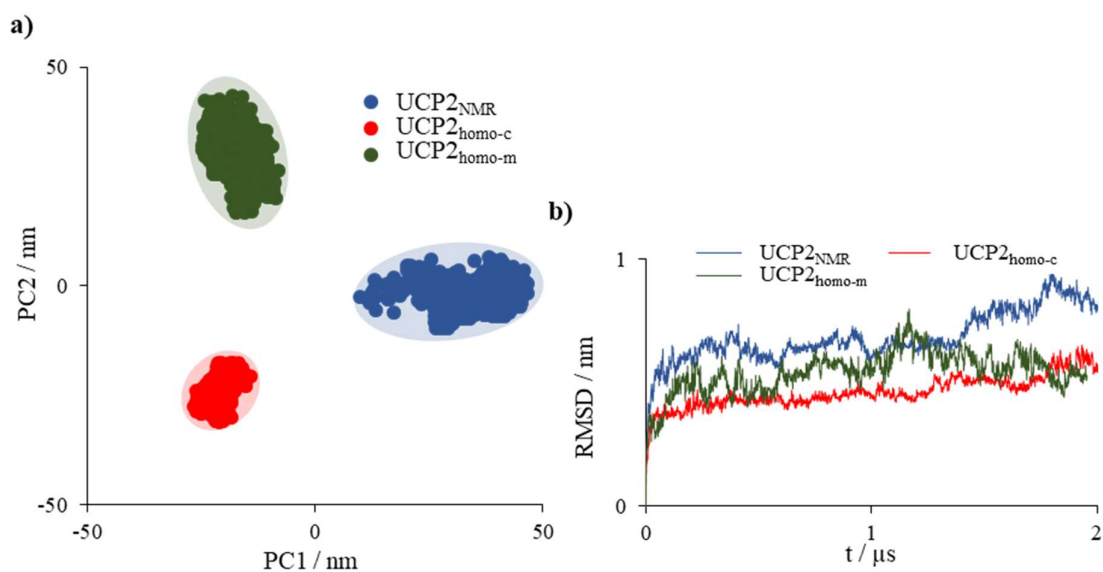 a)
50
UCP2NMR
UCP2homo-c
UCP2homo-m
PC2 / nm
0
-50
-50
0
50
PC1 / nm
b)
1
UCP2NMR
UCP2homo-c
UCP2homo-m
RMSD / nm
0
0
1
2
t / µs